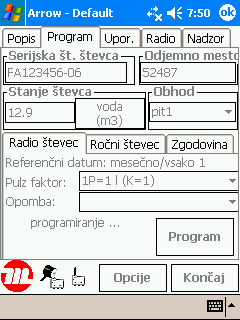 Arrow - Default 7:50 ok
Popis Program Upor. Radio Nadzor
Serijska št. števca Odjemno mesto
FA123456-06 52487
Stanje števca Obhod
12.9 voda (m3) pit1
Radio števec Ročni števec Zgodovina
Referenčni datum: mesečno/vsako 1
Pulz faktor: 1P=1 l (K=1)
Opomba:
programiranje ... Program
Opcije Končaj